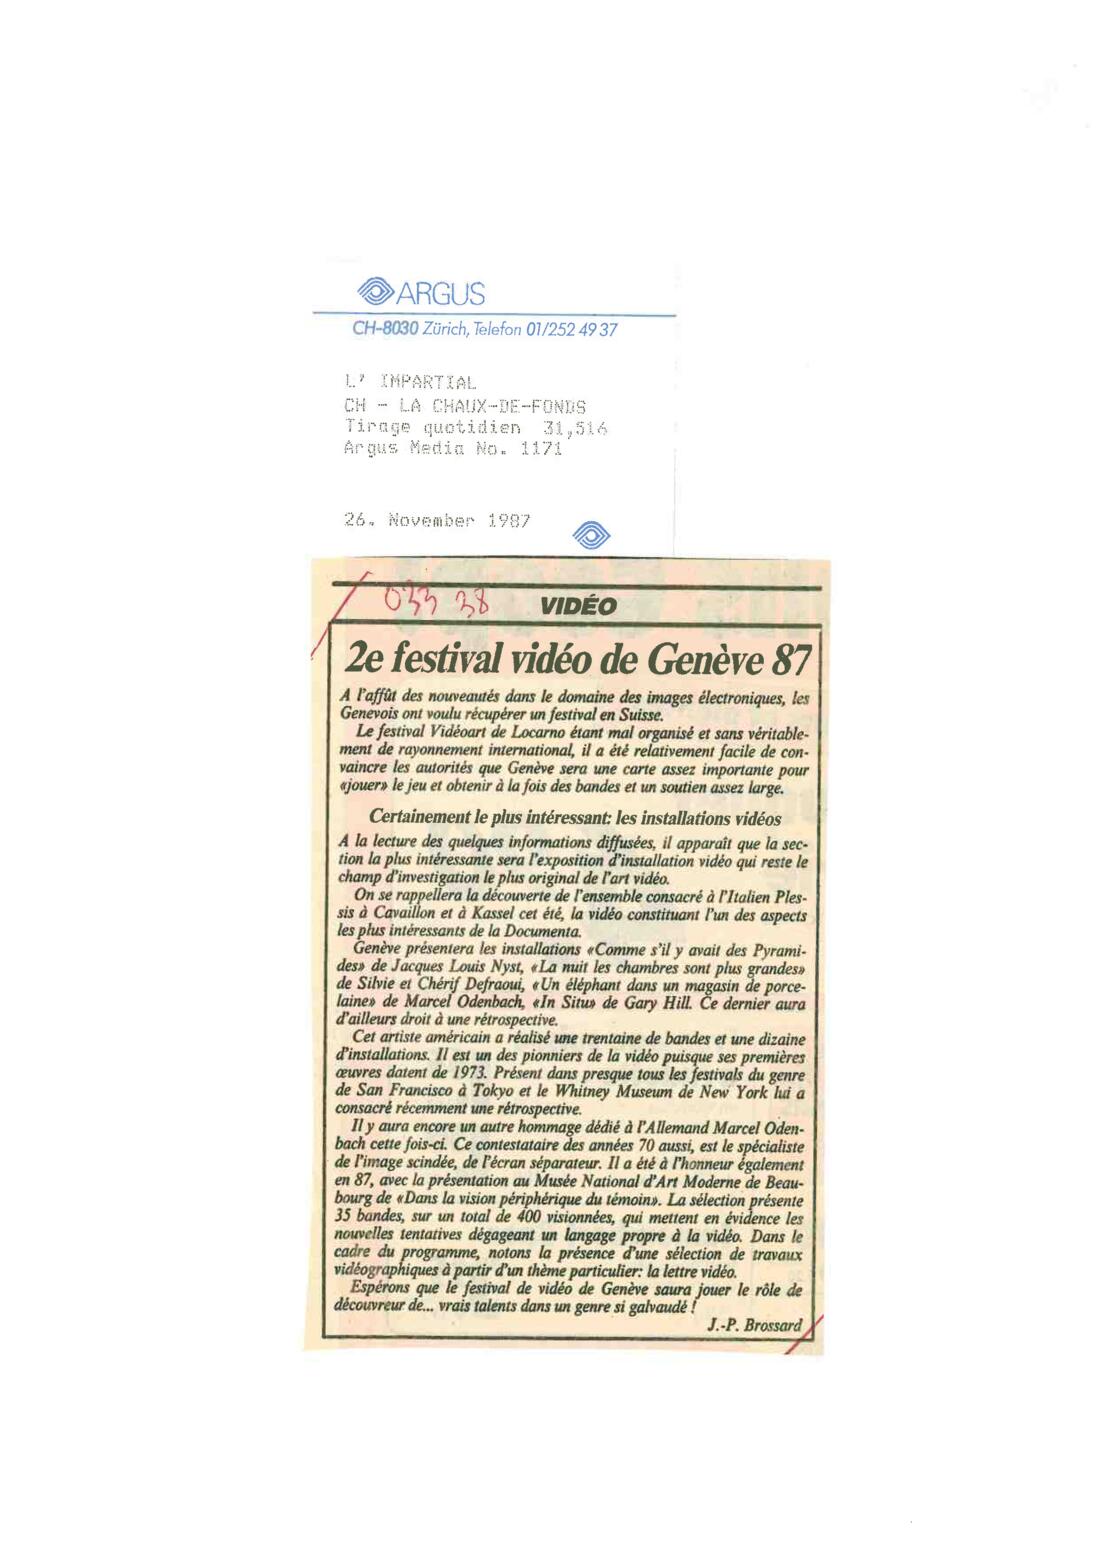 ARGUS
CH-8030 Zürich, Telefon 01/252 49 37
L' IMPARTIAL
CH - LA CHAUX-DE-FONDS
Tirage quotidien 31,516
Argus Media No. 1171
26. November 1987
033 38
VIDÉO
2e festival vidéo de Genève 87
A l'affût des nouveautés dans le domaine des images électroniques, les
Genevois ont voulu récupérer un festival en Suisse.
Le festival Vidéoart de Locarno étant mal organisé et sans véritable-
ment de rayonnement international, il a été relativement facile de con-
vaincre les autorités que Genève sera une carte assez importante pour
«jouer» le jeu et obtenir à la fois des bandes et un soutien assez large.
Certainement le plus intéressant: les installations vidéos
A la lecture des quelques informations diffusées, il apparaît que la sec-
tion la plus intéressante sera l'exposition d'installation vidéo qui reste le
champ d'investigation le plus original de l'art vidéo.
On se rappellera la découverte de l'ensemble consacré à l'Italien Ples-
sis à Cavaillon et à Kassel cet été, la vidéo constituant l'un des aspects
les plus intéressants de la Documenta.
Genève présentera les installations «Comme s'il y avait des Pyrami-
des» de Jacques Louis Nyst, «La nuit les chambres sont plus grandes»
de Silvie et Chérif Defraoui, «Un éléphant dans un magasin de porce-
laine» de Marcel Odenbach, «In Situ» de Gary Hill. Ce dernier aura
d'ailleurs droit à une rétrospective.
Cet artiste américain a réalisé une trentaine de bandes et une dizaine
d'installations. Il est un des pionniers de la vidéo puisque ses premières
œuvres datent de 1973. Présent dans presque tous les festivals du genre
de San Francisco à Tokyo et le Whitney Museum de New York lui a
consacré récemment une rétrospective.
Il y aura encore un autre hommage dédié à l'Allemand Marcel Oden-
bach cette fois-ci. Ce contestataire des années 70 aussi, est le spécialiste
de l'image scindée, de l'écran séparateur. Il a été à l'honneur également
en 87, avec la présentation au Musée National d'Art Moderne de Beau-
bourg de «Dans la vision périphérique du témoin». La sélection présente
35 bandes, sur un total de 400 visionnées, qui mettent en évidence les
nouvelles tentatives dégageant un langage propre à la vidéo. Dans le
cadre du programme, notons la présence d'une sélection de travaux
vidéographiques à partir d'un thème particulier: la lettre vidéo.
Espérons que le festival de vidéo de Genève saura jouer le rôle de
découvreur de... vrais talents dans un genre si galvaudé !
J.-P. Brossard